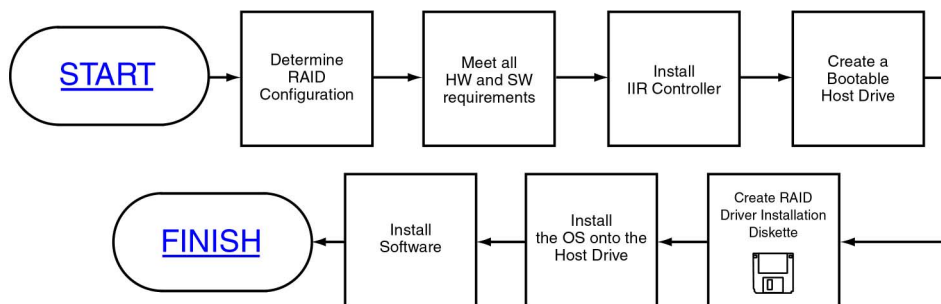 START
Determine
RAID
Configuration
Meet all
HW and SW
requirements
Install
IIR Controller
Create a
Bootable
Host Drive
Create RAID
Driver Installation
Diskette
Install
the OS onto the
Host Drive
Install
Software
FINISH